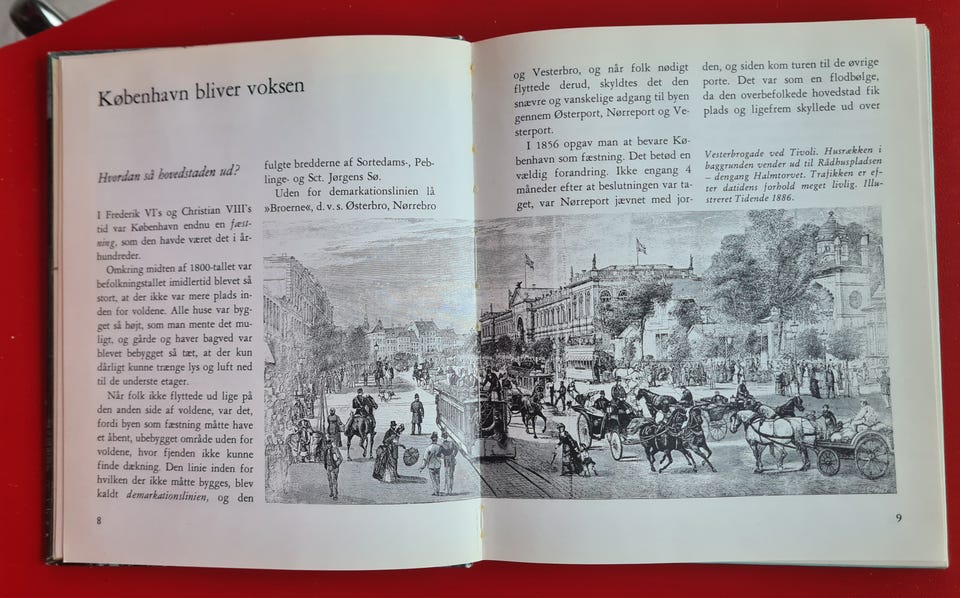 København bliver voksen
Hvordan så hovedstaden ud?
I Frederik VI's og Christian VIII's
tid var København endnu en fæst-
ning, som den havde været det i år-
hundreder.
Omkring midten af 1800-tallet var
befolkningstallet imidlertid blevet så
stort, at der ikke var mere plads in-
den for voldene. Alle huse var byg-
get så højt, som man mente det mu-
ligt, og gårde og haver bagved var
blevet bebygget så tæt, at der kun
dårligt kunne trænge lys og luft ned
til de underste etager.
Når folk ikke flyttede ud lige på
den anden side af voldene, var det,
fordi byen som fæstning måtte have
et åbent, ubebygget område uden for
voldene, hvor fjenden ikke kunne
finde dækning. Den linie inden for
hvilken der ikke måtte bygges, blev
kaldt demarkationslinien, og den
fulgte bredderne af Sortedams-, Peb-
linge- og Sct. Jørgens Sø.
Uden for demarkationslinien lå
»Broerne«, d. v. s. Østerbro, Nørrebro
8
og Vesterbro, og når folk nødigt
flyttede derud, skyldtes det den
snævre og vanskelige adgang til byen
gennem Østerport, Nørreport og Ve-
sterport.
I 1856 opgav man at bevare Kø-
benhavn som fæstning. Det betød en
vældig forandring. Ikke engang 4
måneder efter at beslutningen var ta-
get, var Nørreport jævnet med jor-
den, og siden kom turen til de øvrige
porte. Det var som en flodbølge,
da den overbefolkede hovedstad fik
plads og ligefrem skyllede ud over
Vesterbrogade ved Tivoli. Husrækken i
baggrunden vender ud til Rådhuspladsen
– dengang Halmtorvet. Trafikken er ef-
ter datidens forhold meget livlig. Illu-
streret Tidende 1886.
9